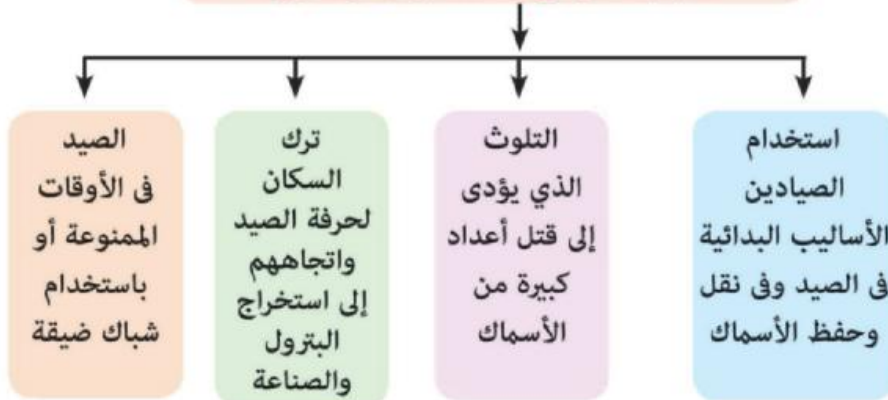 استخدام
الصيادين
الأساليب البدائية
فى الصيد وفى نقل
وحفظ الأسماك
التلوث
الذي يؤدى
إلى قتل أعداد
كبيرة من
الأسماك
ترك
السكان
لحرفة الصيد
واتجاههم
إلى استخراج
البترول
والصناعة
الصيد
فى الأوقات
الممنوعة أو
باستخدام
شباك ضيقة